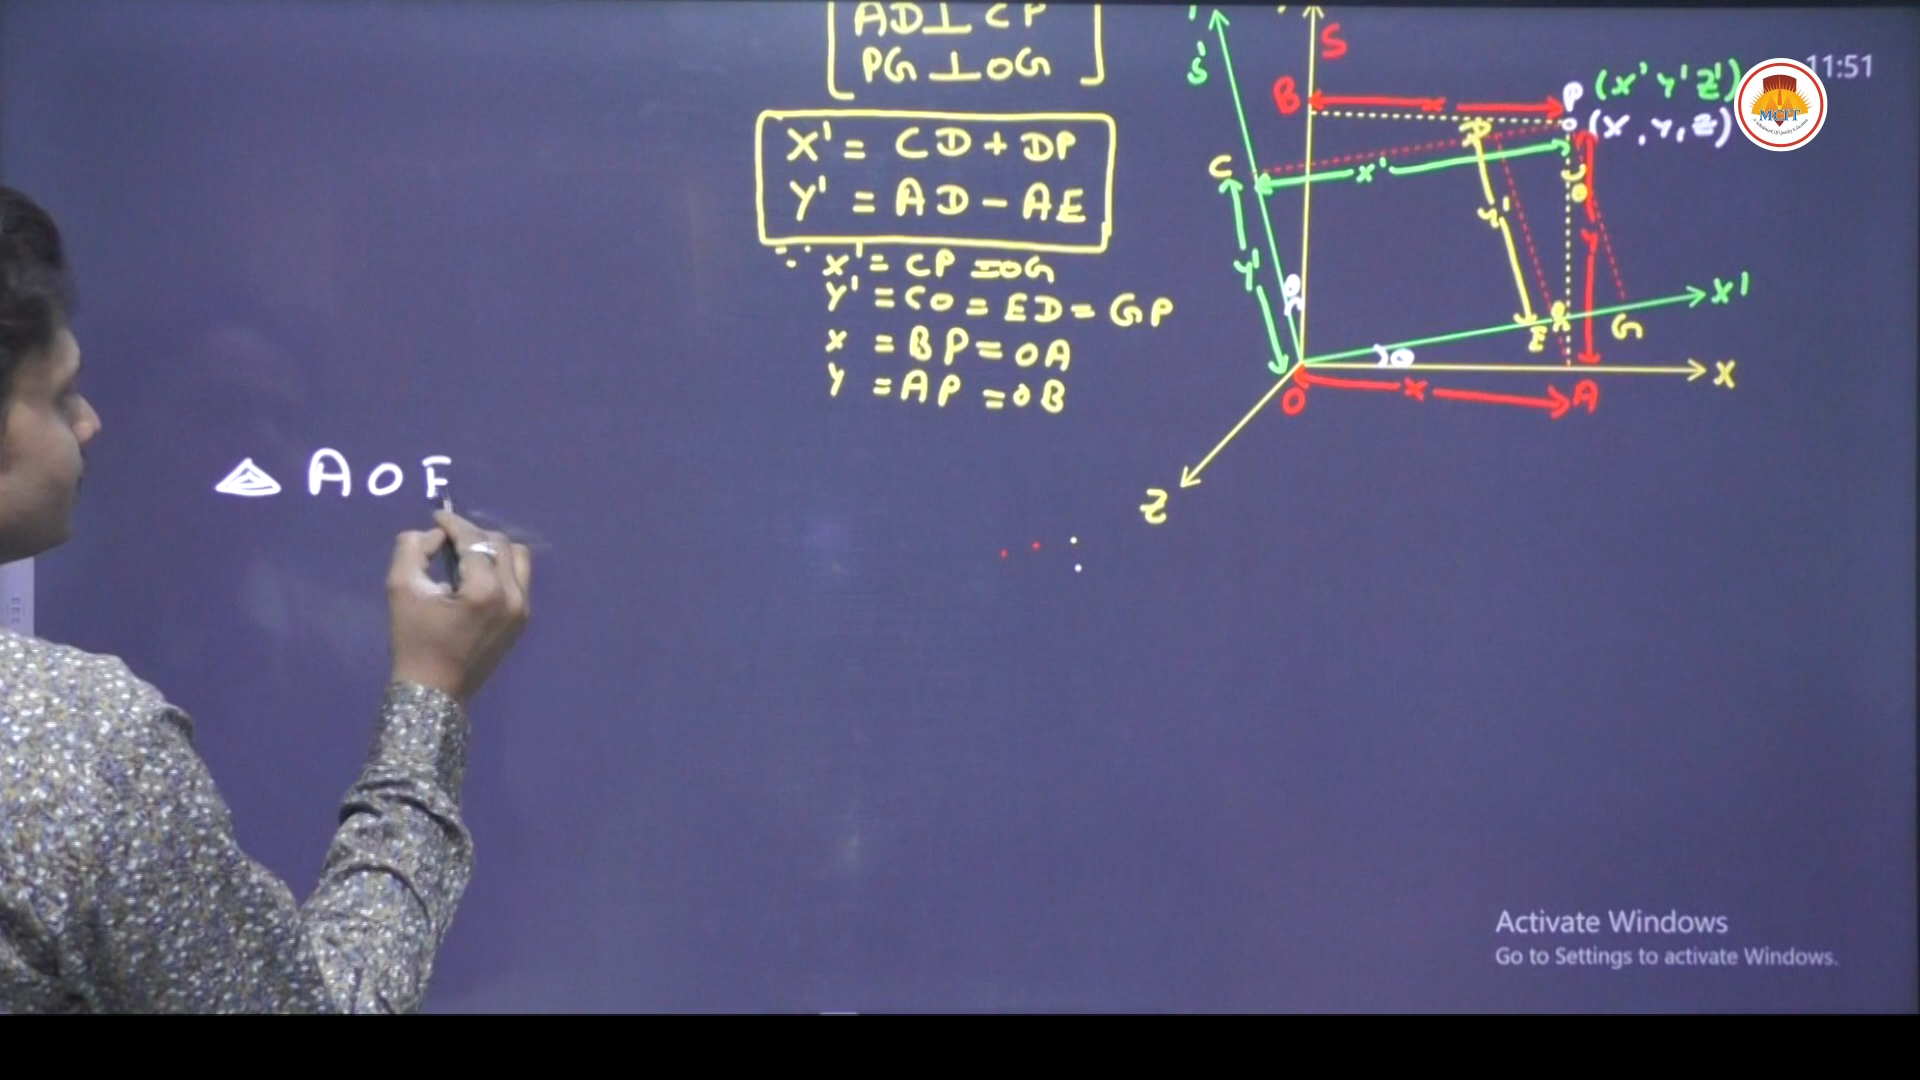 AD⊥CP
PG⊥OG
X' = CD + DP
Y' = AD - AE
∵ X' = CP = OG
Y' = CO = ED = GP
X = BP = OA
Y = AP = OB
△ A O E
S'
S
B
x
P
(X' Y' Z')
(X, Y, Z)
11:51
MCPT
C
D
x'
θ
y'
y'
y
θ
X'
E
G
θ
X
O
x
A
Z
Activate Windows
Go to Settings to activate Windows.